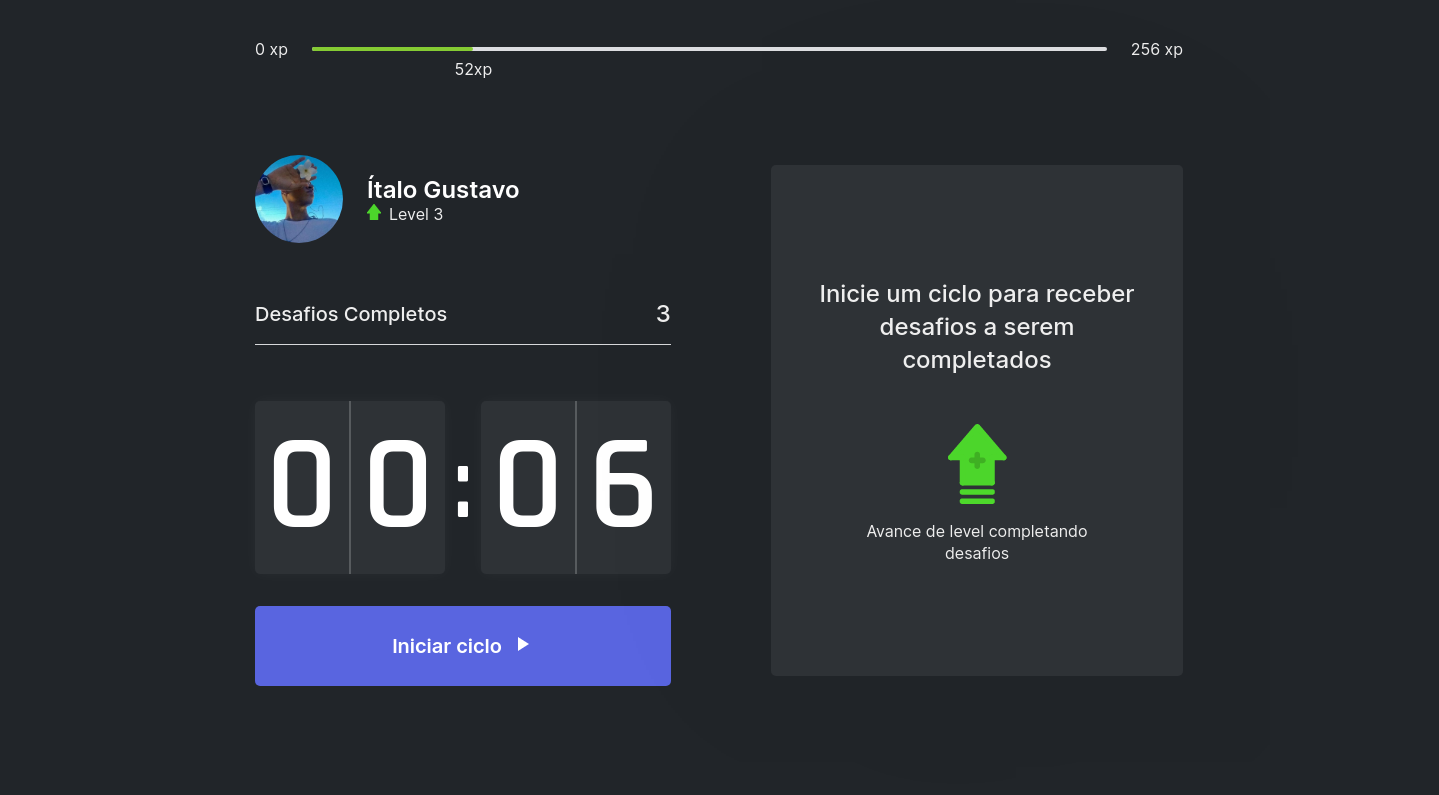 0 xp
256 xp
52xp
Ítalo Gustavo
Level 3
Desafios Completos 3
00:06
Iniciar ciclo
Inicie um ciclo para receber
desafios a serem
completados
Avance de level completando
desafios